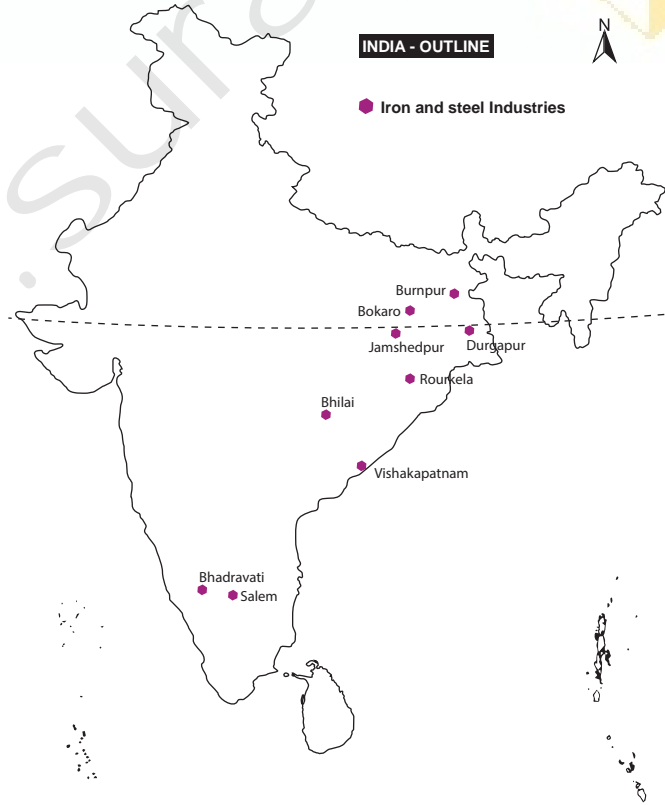 N
INDIA - OUTLINE
Iron and steel Industries
Burnpur
Bokaro
Jamshedpur
Durgapur
Rourkela
Bhilai
Vishakapatnam
Bhadravati
Salem